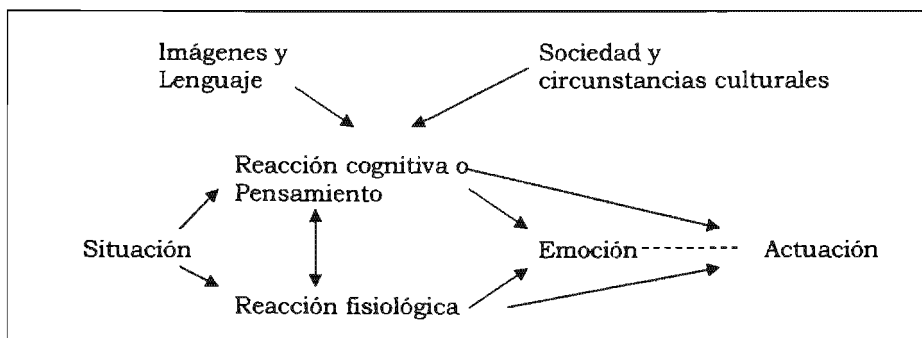 Imágenes y
Lenguaje
Sociedad y
circunstancias culturales
Reacción cognitiva o
Pensamiento
Situación
Emoción
Actuación
Reacción fisiológica